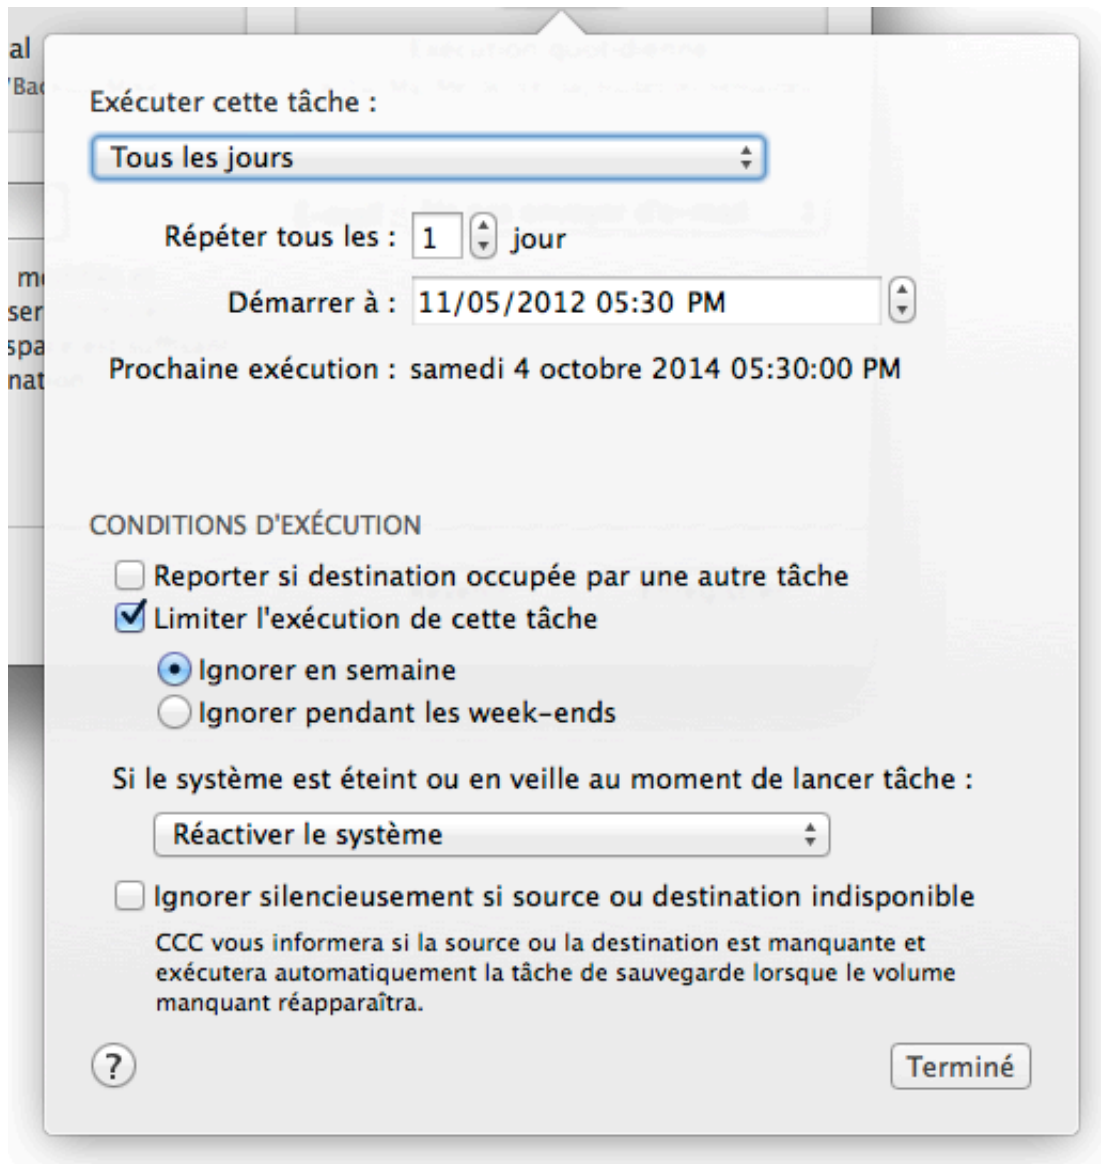 al
Exécution quotidienne
Exécuter cette tâche :
Tous les jours
Répéter tous les : 1 jour
Démarrer à : 11/05/2012 05:30 PM
Prochaine exécution : samedi 4 octobre 2014 05:30:00 PM
CONDITIONS D'EXÉCUTION
Reporter si destination occupée par une autre tâche
Limiter l'exécution de cette tâche
Ignorer en semaine
Ignorer pendant les week-ends
Si le système est éteint ou en veille au moment de lancer tâche :
Réactiver le système
Ignorer silencieusement si source ou destination indisponible
CCC vous informera si la source ou la destination est manquante et
exécutera automatiquement la tâche de sauvegarde lorsque le volume
manquant réapparaîtra.
?
Terminé